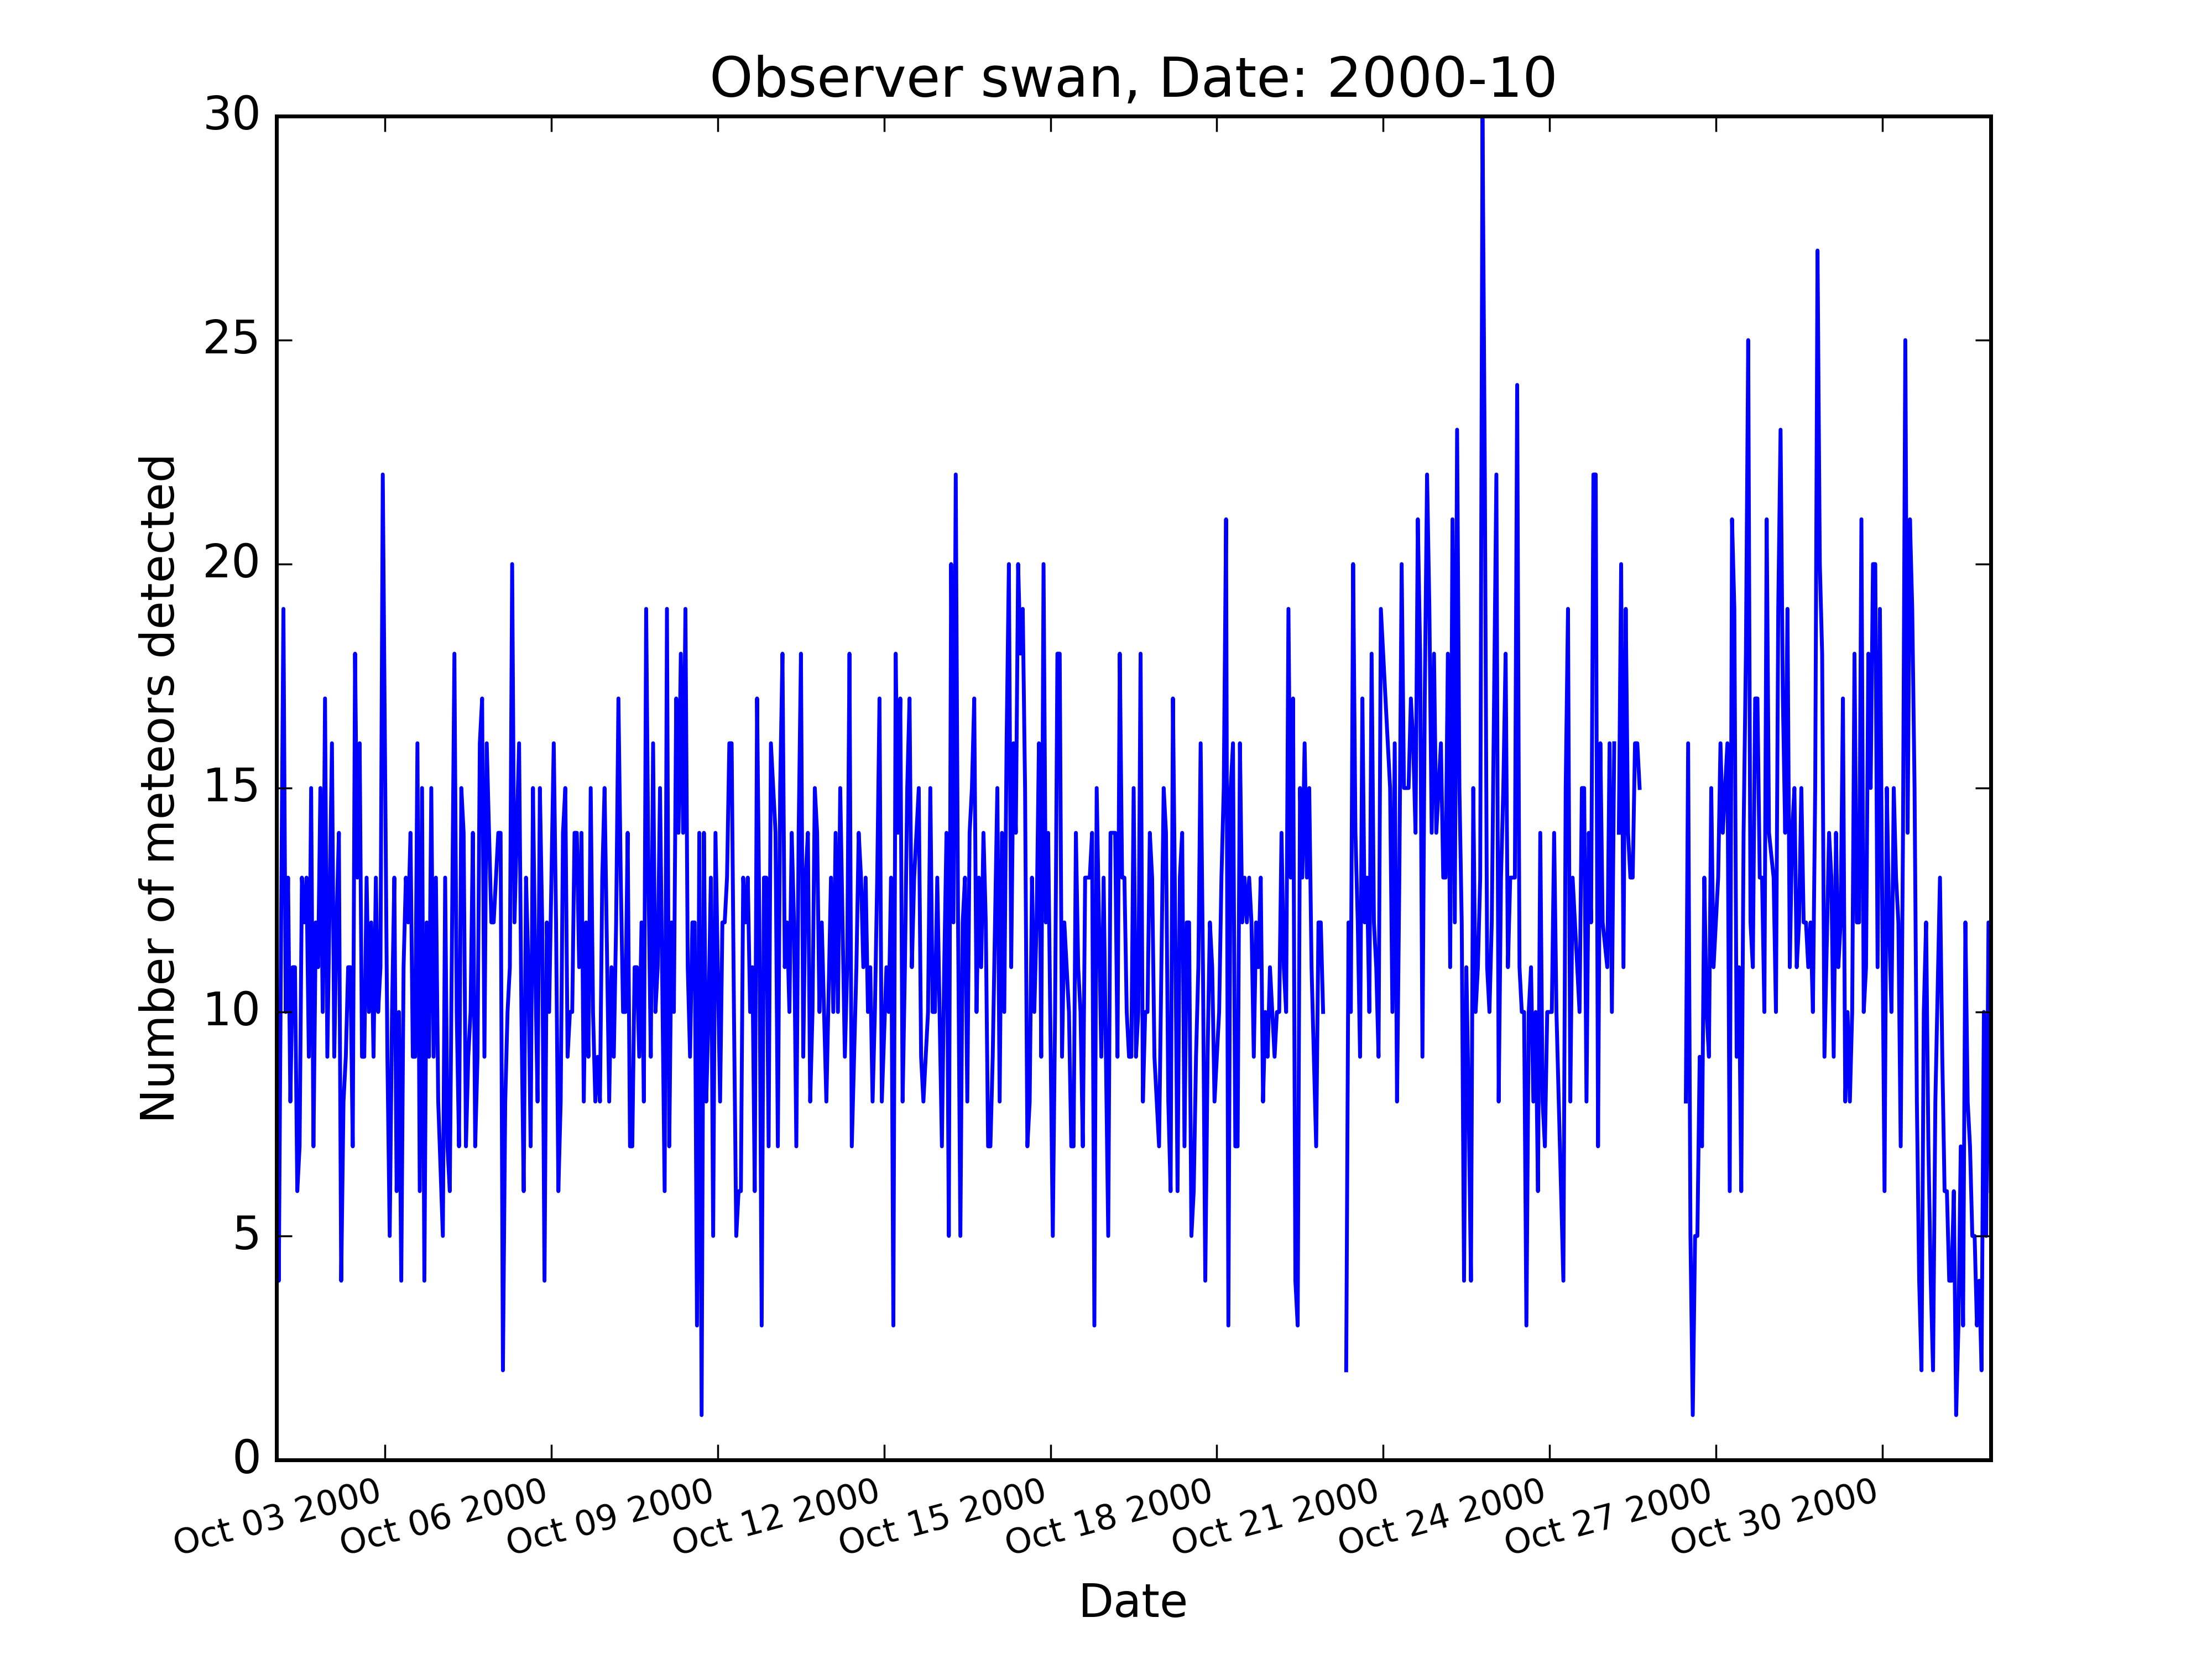 Observer swan, Date: 2000-10
30
25
20
15
10
5
0
Number of meteors detected
Oct 03 2000
Oct 06 2000
Oct 09 2000
Oct 12 2000
Oct 15 2000
Oct 18 2000
Oct 21 2000
Oct 24 2000
Oct 27 2000
Oct 30 2000
Date